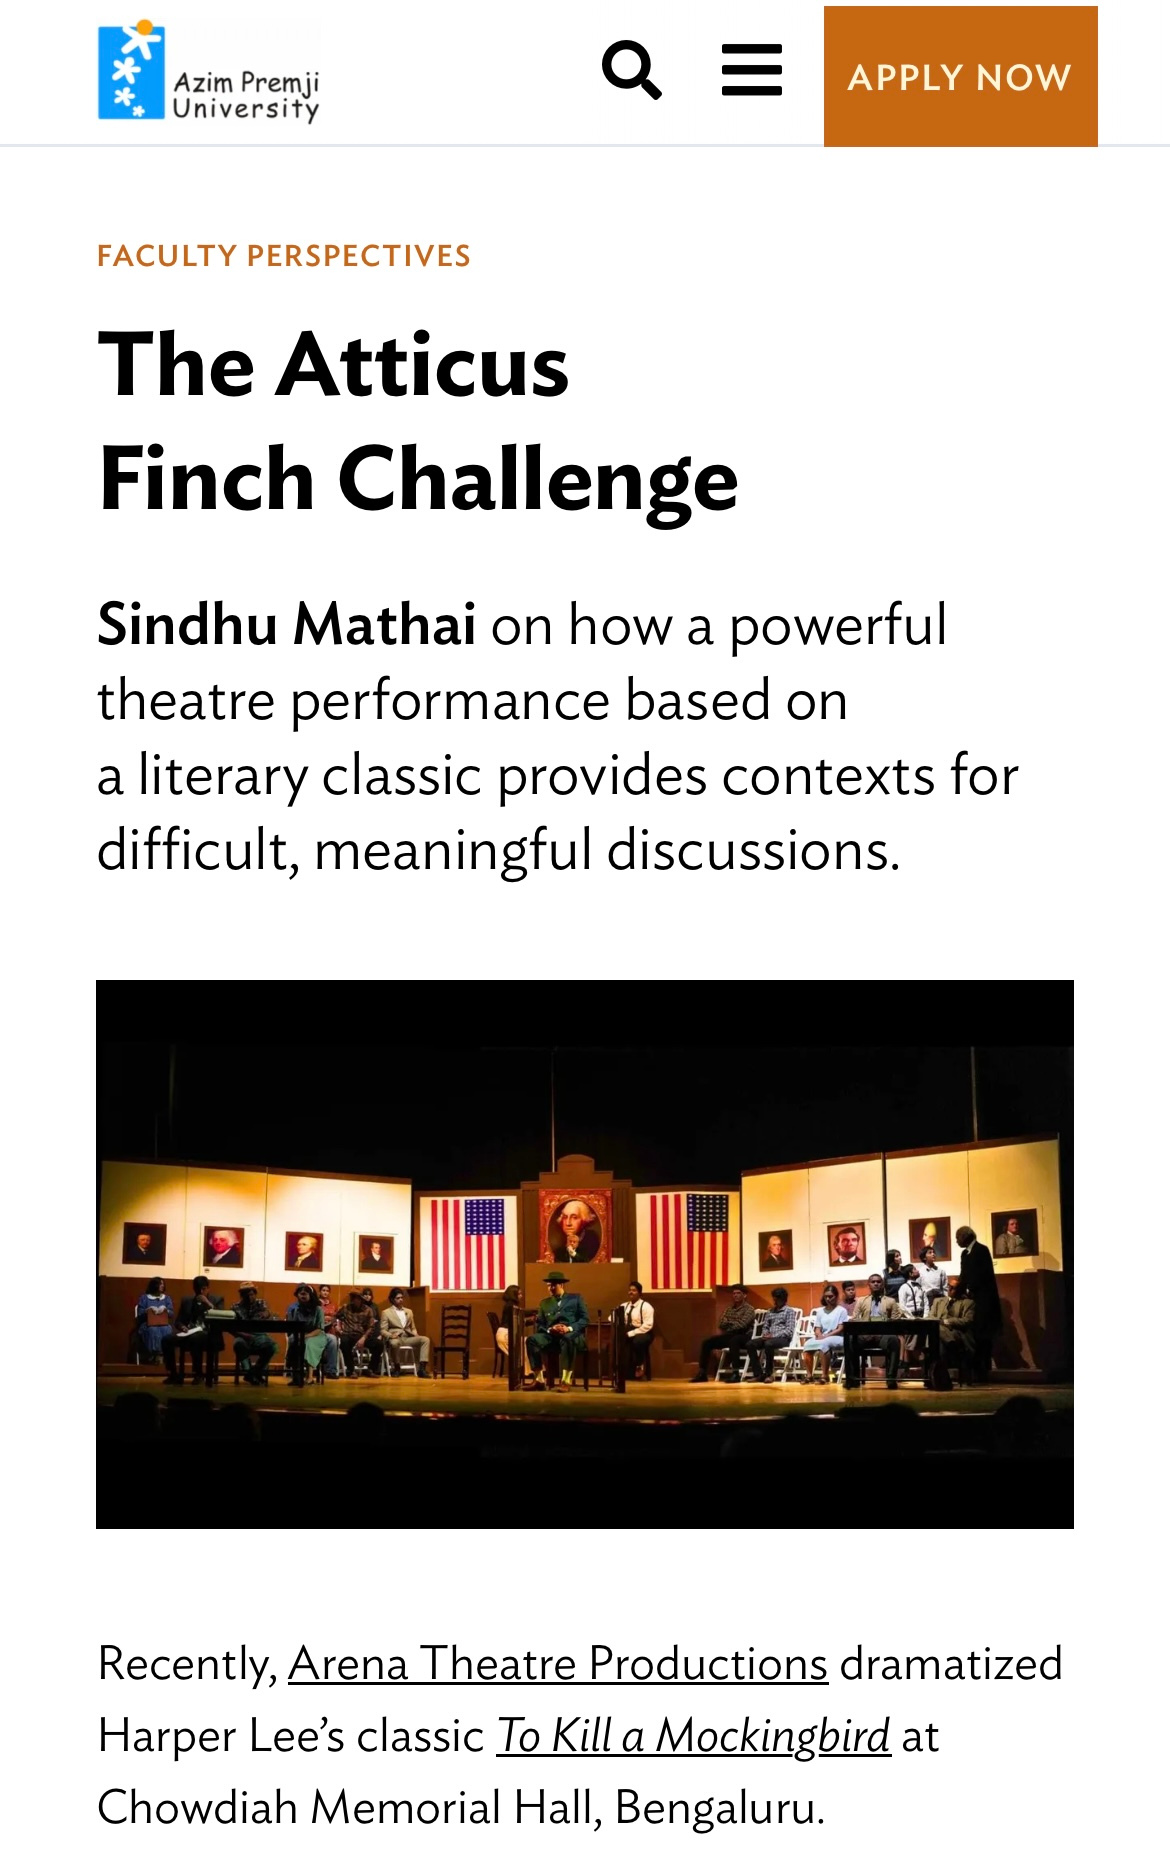 Azim Premji
University
APPLY NOW
FACULTY PERSPECTIVES
The Atticus
Finch Challenge
Sindhu Mathai on how a powerful
theatre performance based on
a literary classic provides contexts for
difficult, meaningful discussions.
Recently, Arena Theatre Productions dramatized
Harper Lee’s classic To Kill a Mockingbird at
Chowdiah Memorial Hall, Bengaluru.